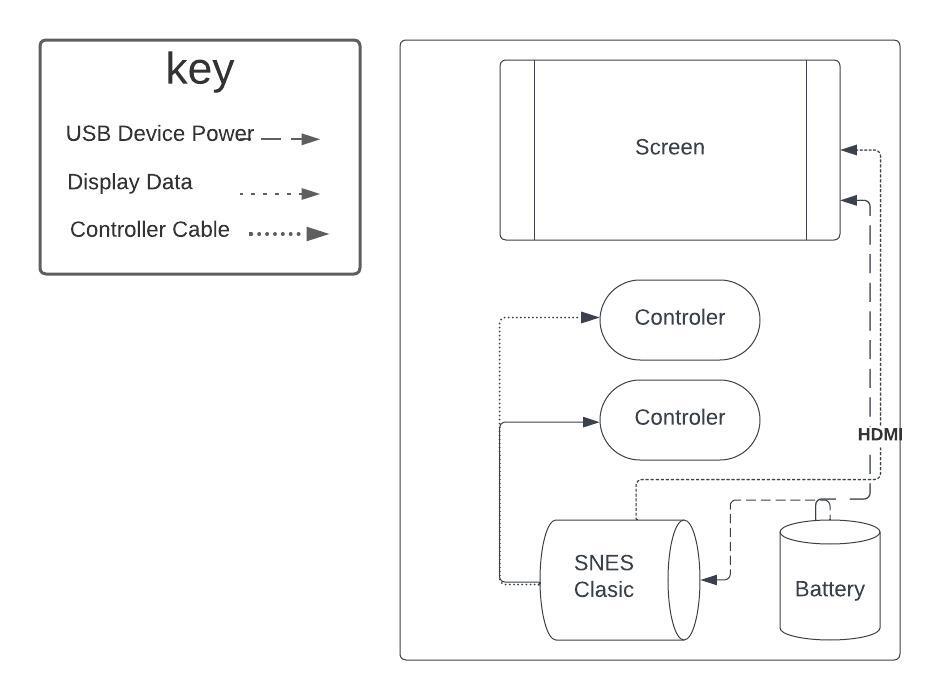 key
USB Device Power
Display Data
Controller Cable
Screen
Controler
Controler
HDMI
SNES
Clasic
Battery